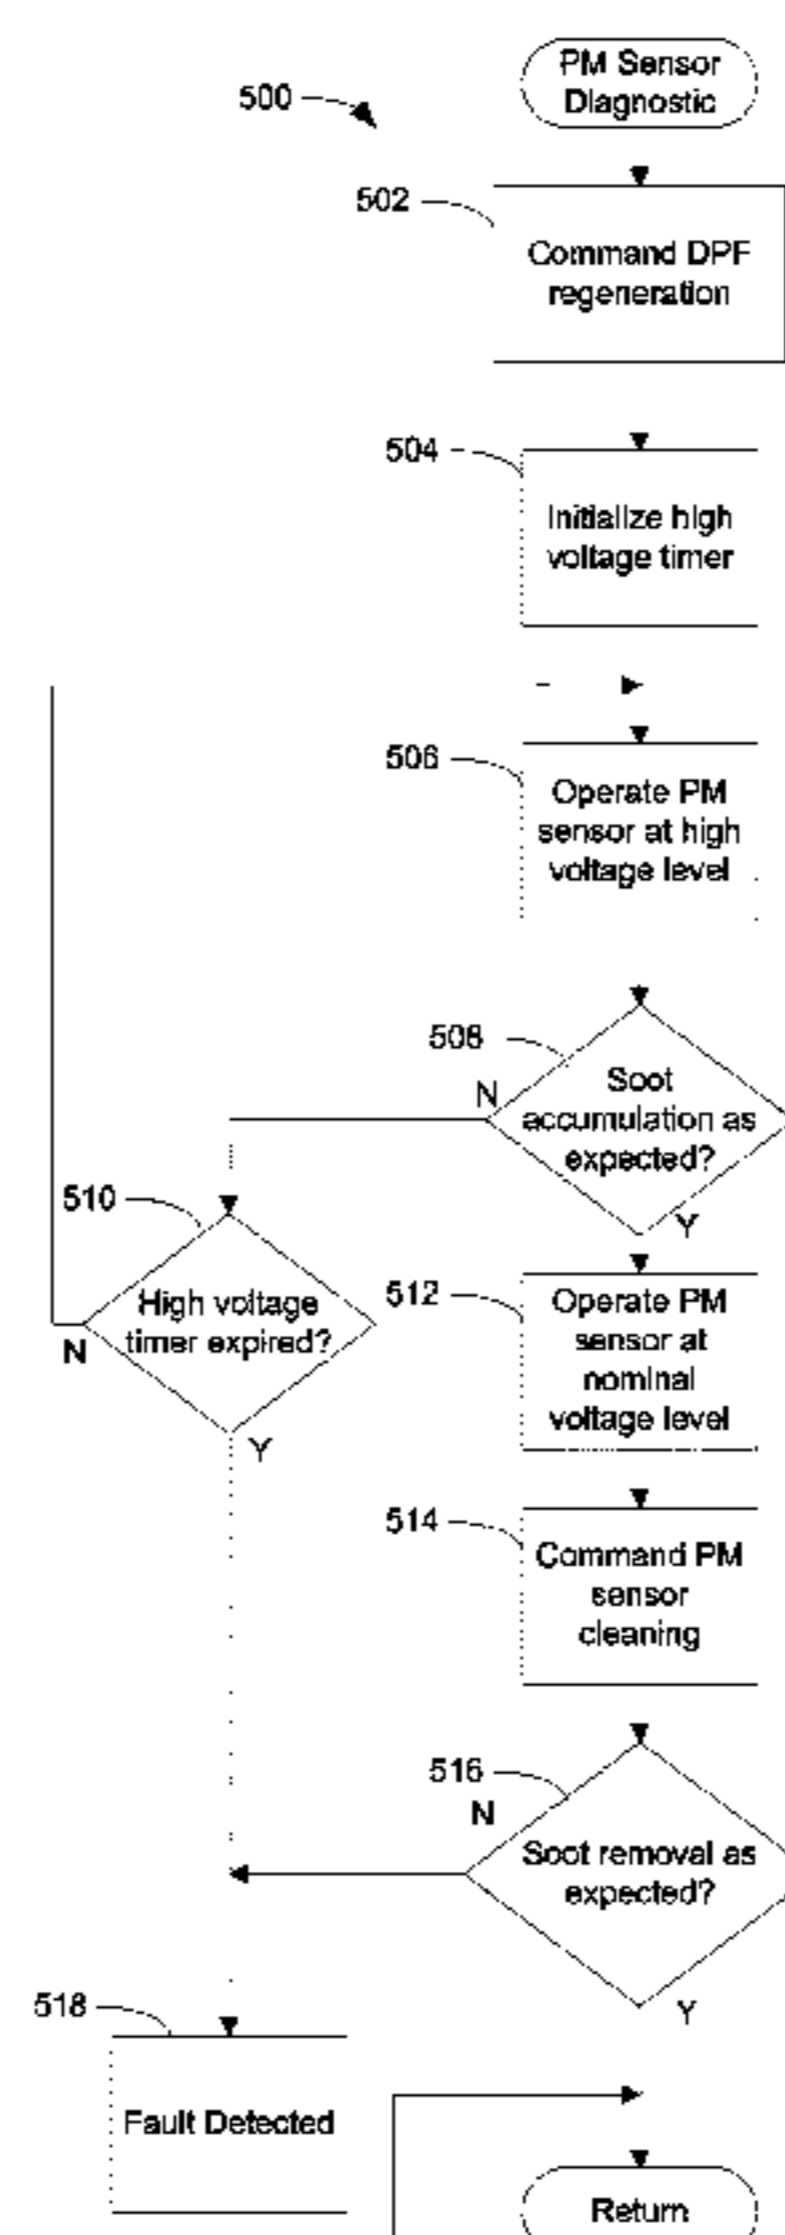 PM Sensor
Diagnostic
500
502
Command DPF
regeneration
504
Initialize high
voltage timer
506
Operate PM
sensor at high
voltage level
508
N
Soot
accumulation as
expected?
Y
510
High voltage
timer expired?
N
Y
512
Operate PM
sensor at
nominal
voltage level
514
Command PM
sensor
cleaning
516
N
Soot removal as
expected?
Y
518
Fault Detected
Return